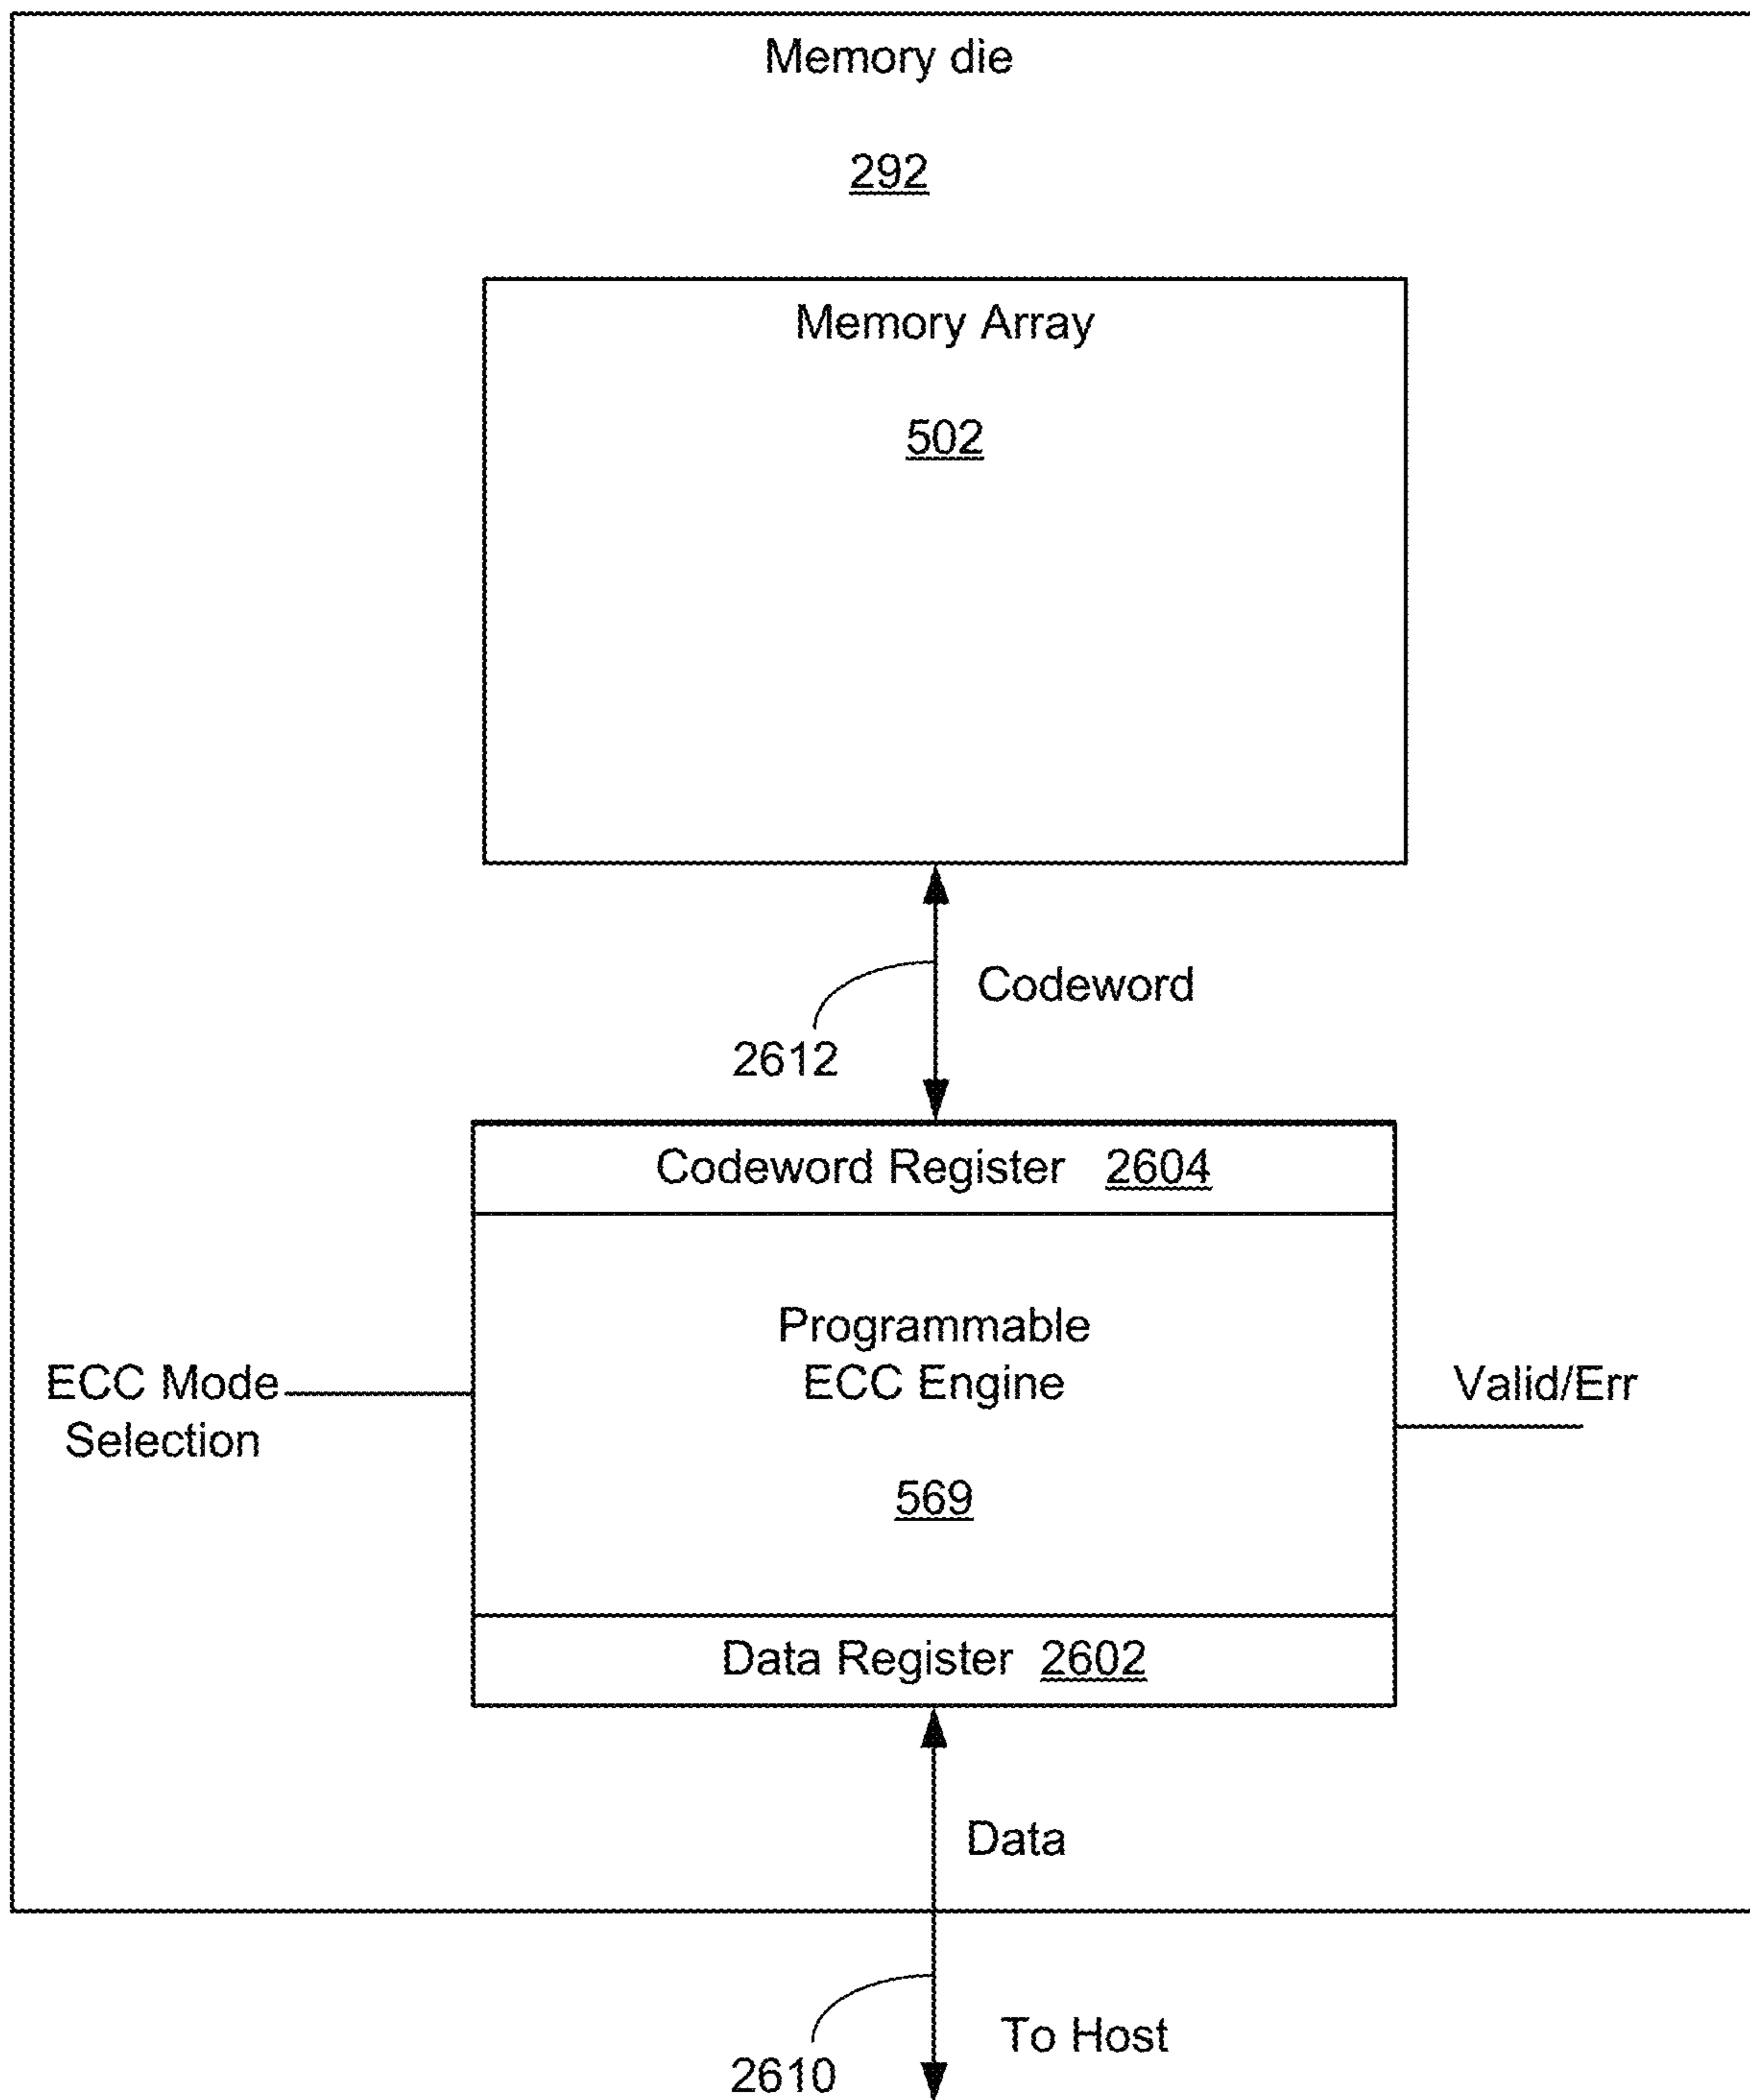 Memory die
292
Memory Array
502
Codeword
2612
Codeword Register 2604
Programmable
ECC Engine
569
ECC Mode
Selection
Valid/Err
Data Register 2602
Data
To Host
2610